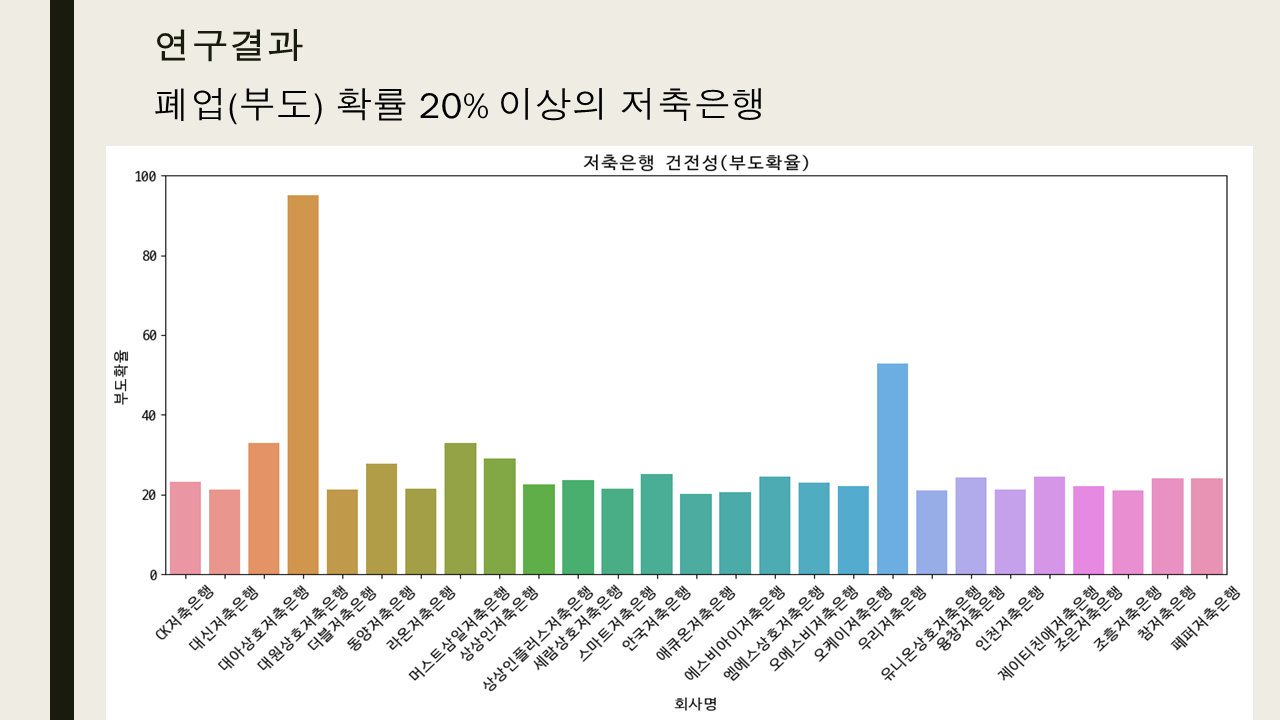 연구결과
폐업(부도) 확률 20% 이상의 저축은행
저축은행 건전성(부도확율)
100
80
60
40
20
0
부도확율
CK저축은행
대신저축은행
대아상호저축은행
대원상호저축은행
더블저축은행
동양저축은행
라온저축은행
머스트삼일저축은행
상상인저축은행
상상인플러스저축은행
세람상호저축은행
스마트저축은행
안국저축은행
애큐온저축은행
에스비아이저축은행
엠에스상호저축은행
오에스비저축은행
오케이저축은행
우리저축은행
유니온상호저축은행
융창저축은행
인천저축은행
제이티친애저축은행
조은저축은행
조흥저축은행
참저축은행
페퍼저축은행
회사명